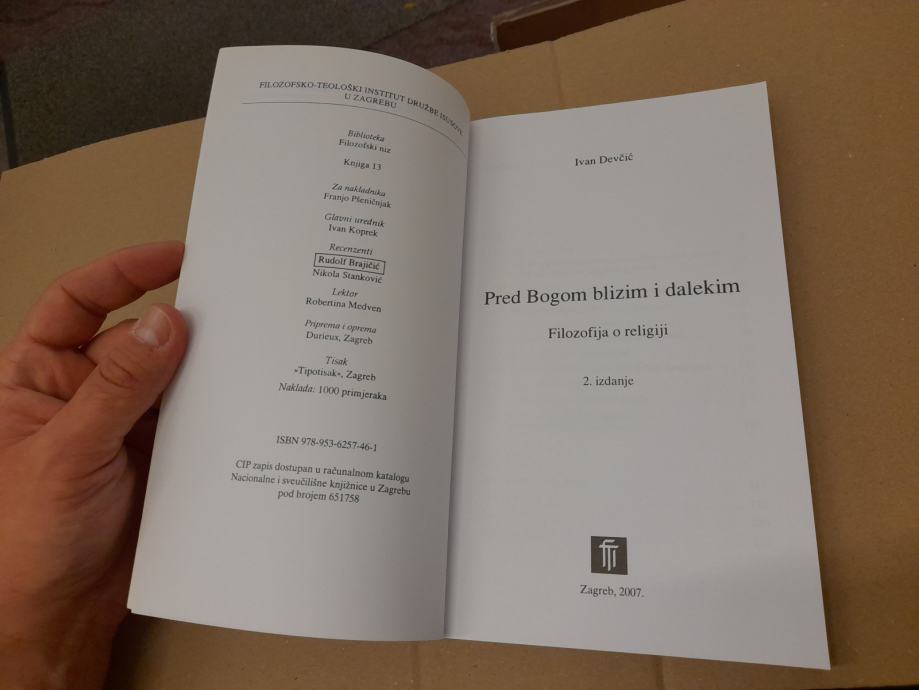 FILOZOFSKO-TEOLOŠKI INSTITUT DRUŽBE ISUSOVE
U ZAGREBU
Biblioteka
Filozofski niz
Knjiga 13
Za nakladnika
Franjo Pšeničnjak
Glavni urednik
Ivan Koprek
Recenzenti
Rudolf Brajičić
Nikola Stanković
Lektor
Robertina Medven
Priprema i oprema
Durieux, Zagreb
Tisak
»Tipotisak«, Zagreb
Naklada: 1000 primjeraka
ISBN 978-953-6257-46-1
CIP zapis dostupan u računalnom katalogu
Nacionalne i sveučilišne knjižnice u Zagrebu
pod brojem 651758
Ivan Devčić
Pred Bogom blizim i dalekim
Filozofija o religiji
2. izdanje
fti
Zagreb, 2007.